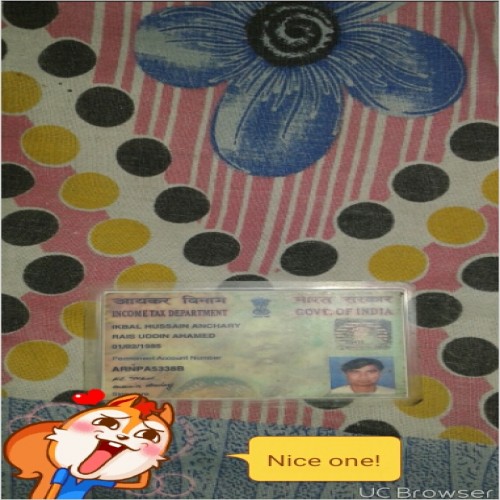 आयकर विभाग भारत सरकार
INCOME TAX DEPARTMENT GOVT. OF INDIA
IKBAL HUSSAIN ANCHARY
RAIS UDDIN AHAMED
Permanent Account Number
ARNPA5338B
Nice one!
UC Browser